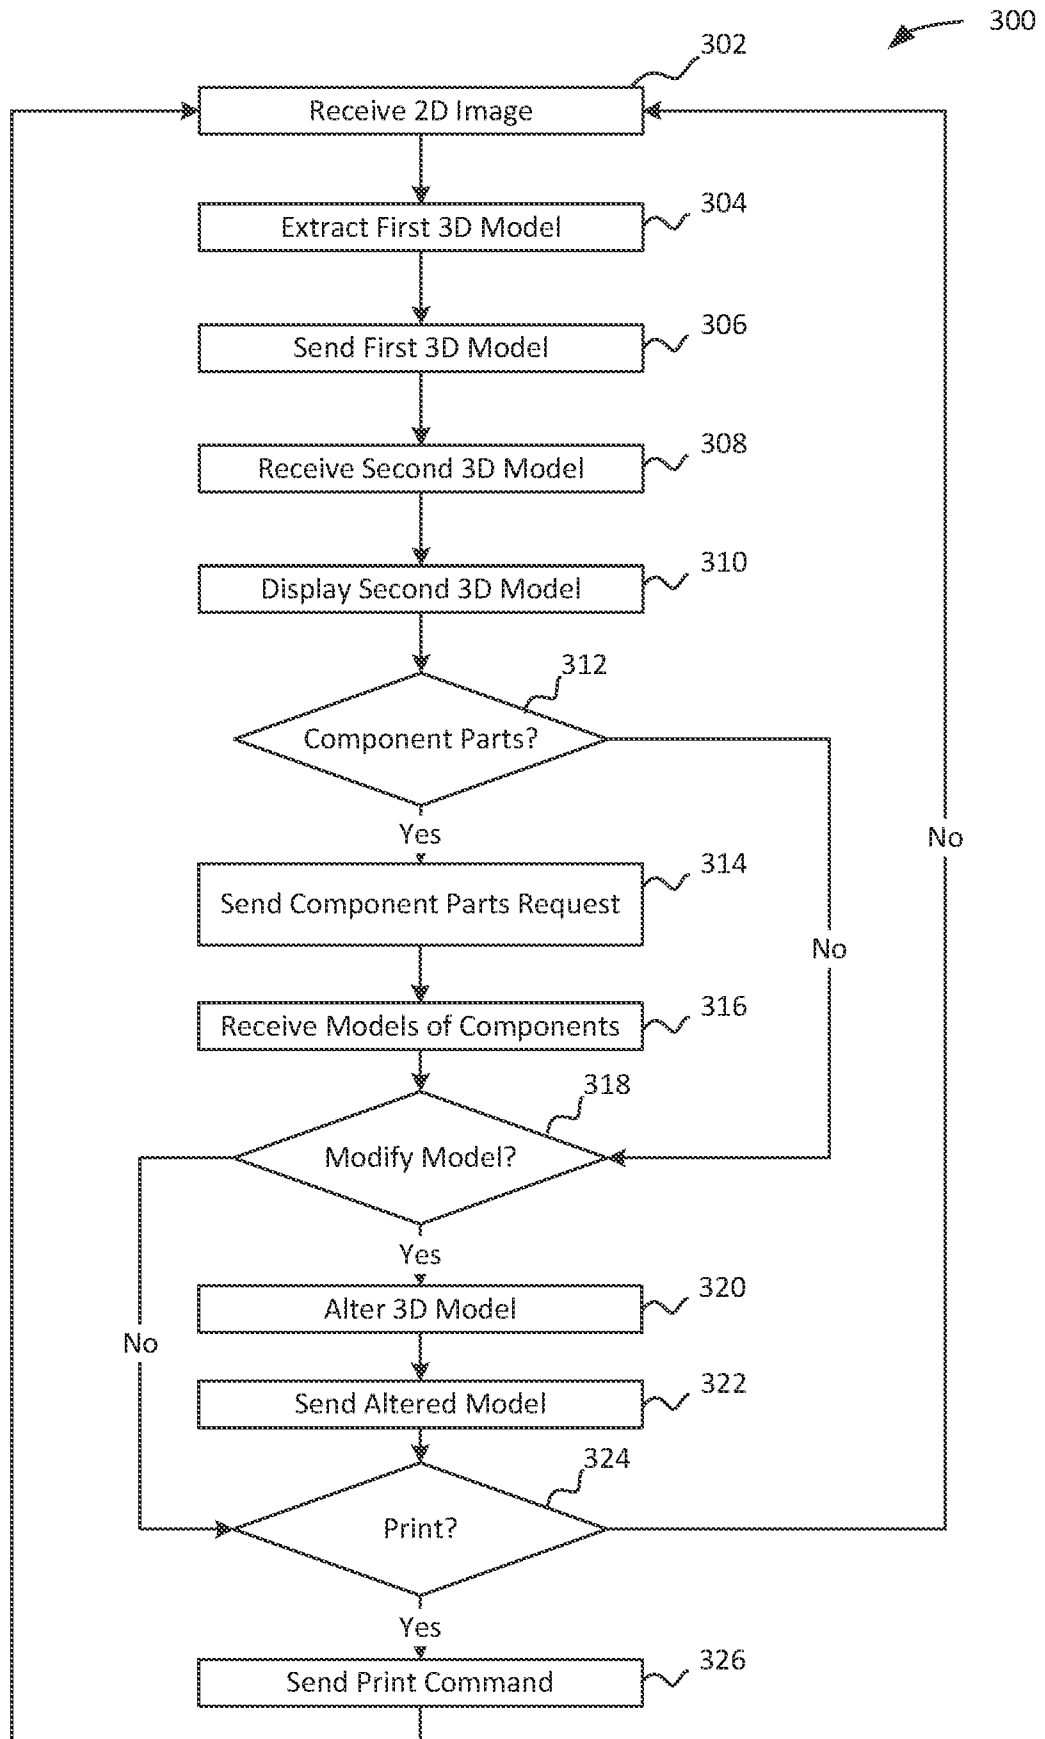 300
302
Receive 2D Image
304
Extract First 3D Model
306
Send First 3D Model
308
Receive Second 3D Model
310
Display Second 3D Model
312
Component Parts?
Yes
No
314
Send Component Parts Request
No
316
Receive Models of Components
318
Modify Model?
Yes
320
Alter 3D Model
No
322
Send Altered Model
324
Print?
Yes
326
Send Print Command